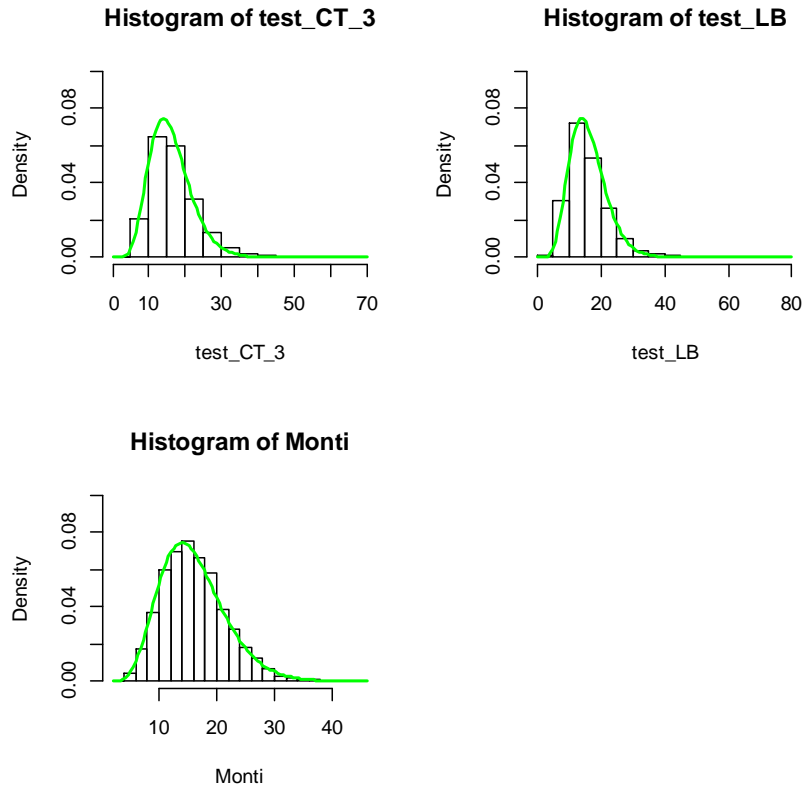 Histogram of test_CT_3
Density
0.00 0.04 0.08
0 10 30 50 70
test_CT_3
Histogram of test_LB
Density
0.00 0.04 0.08
0 20 40 60 80
test_LB
Histogram of Monti
Density
0.00 0.04 0.08
10 20 30 40
Monti